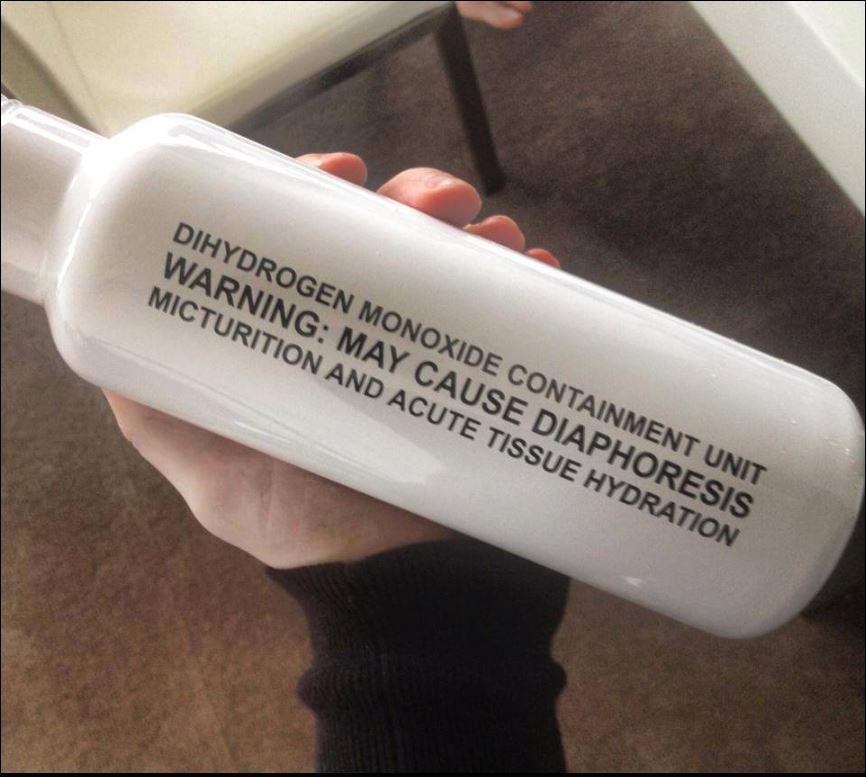 DIHYDROGEN MONOXIDE CONTAINMENT UNIT
WARNING: MAY CAUSE DIAPHORESIS
MICTURITION AND ACUTE TISSUE HYDRATION